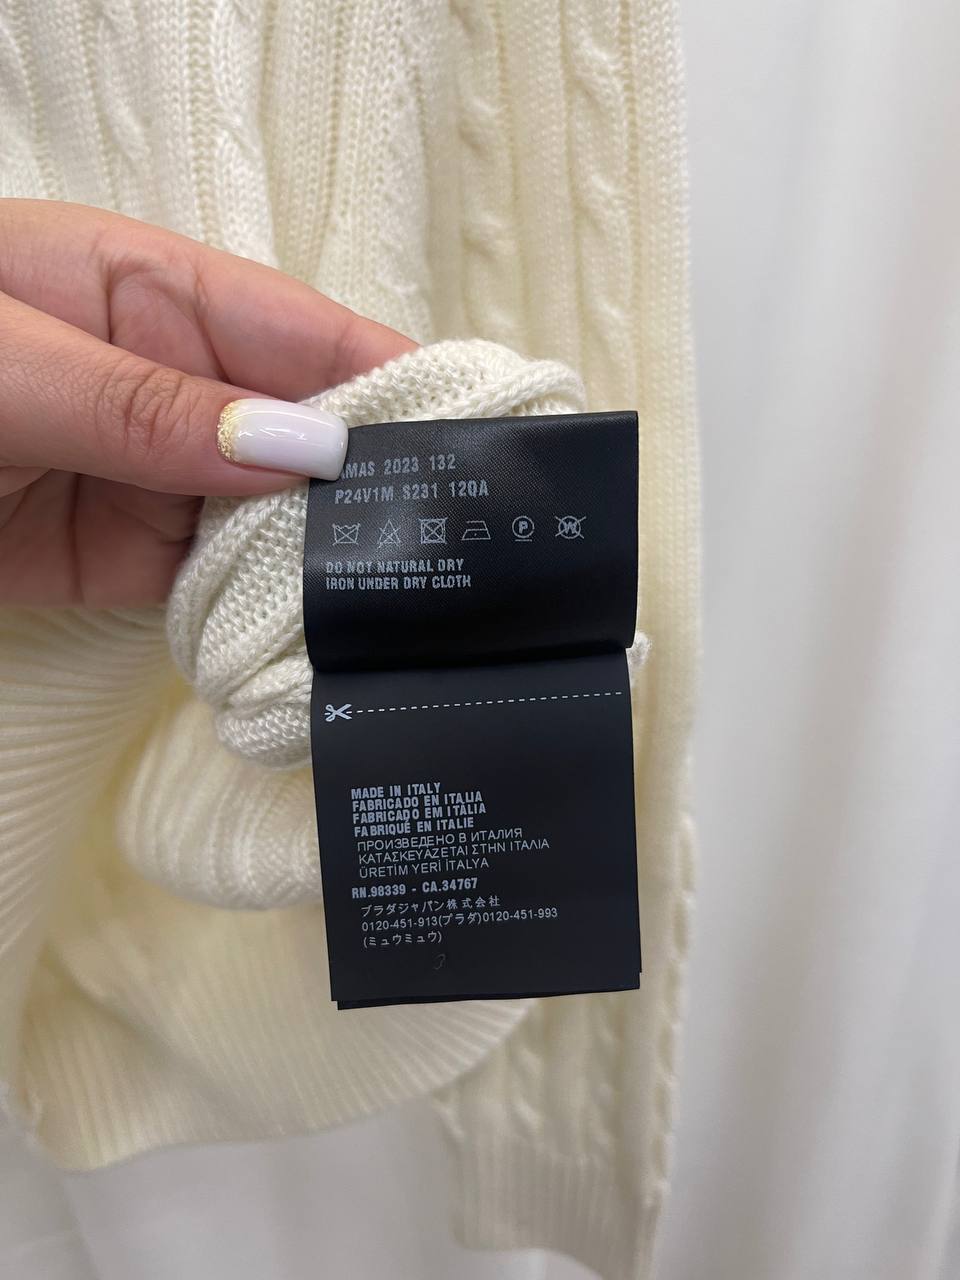 2023 132
P24V1M S231 12QA
P W
DO NOT NATURAL DRY
IRON UNDER DRY CLOTH
MADE IN ITALY
FABRICADO EN ITALIA
FABRICADO EM ITÁLIA
FABRIQUÉ EN ITALIE
ПРОИЗВЕДЕНО В ИТАЛИЯ
ΚΑΤΑΣΚΕΥΑΖΕΤΑΙ ΣΤΗΝ ΙΤΑΛΙΑ
ÜRETİM YERİ İTALYA
RN.98339 - CA.34767
プラダジャパン株式会社
0120-451-913(プラダ)0120-451-993
(ミュウミュウ)